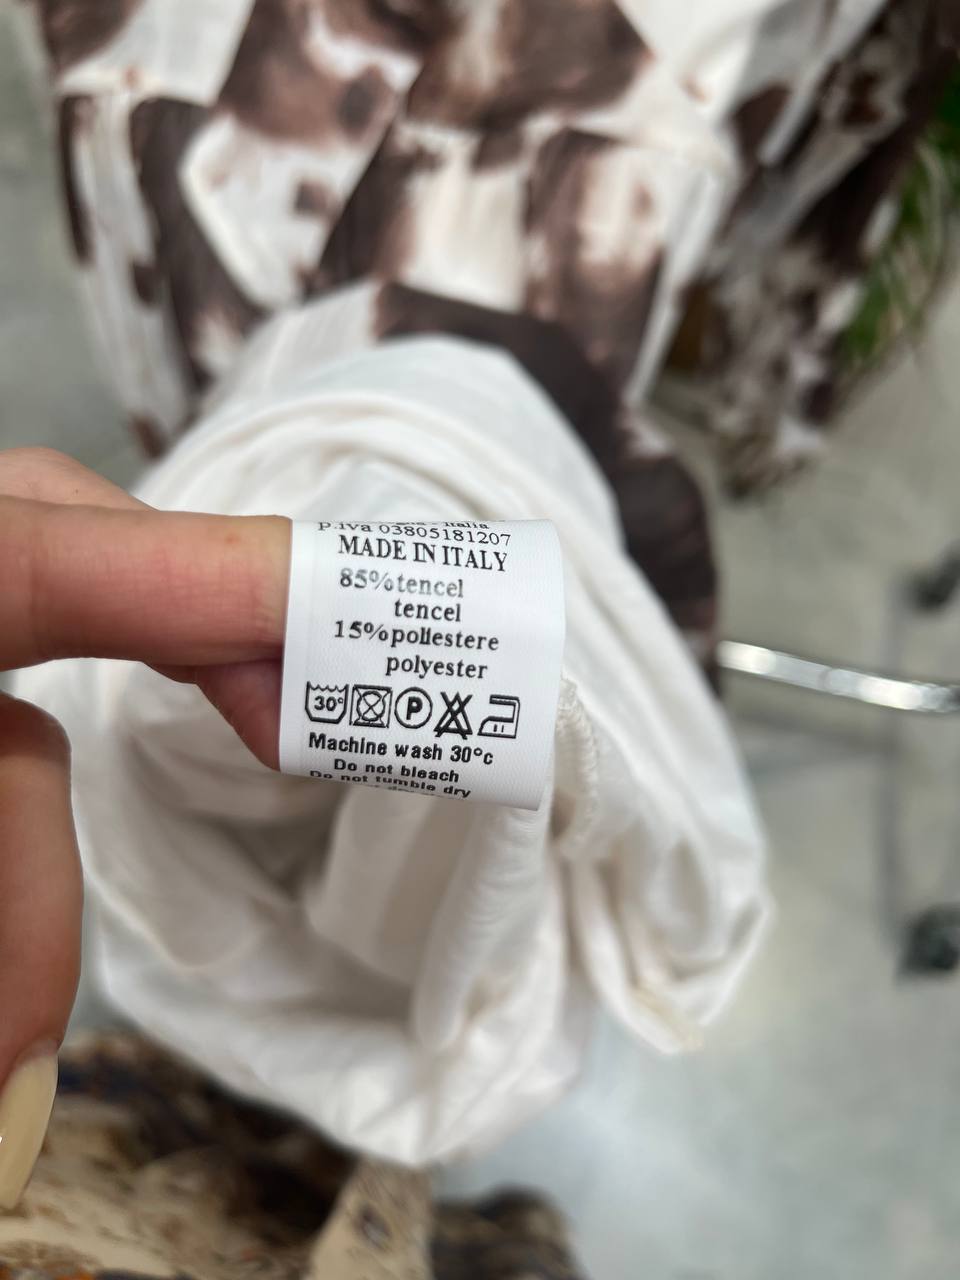 Italia
P.iva 03805181207
MADE IN ITALY
85%tencel
tencel
15%poliestere
polyester
30°
P
Machine wash 30°c
Do not bleach
Do not tumble dry